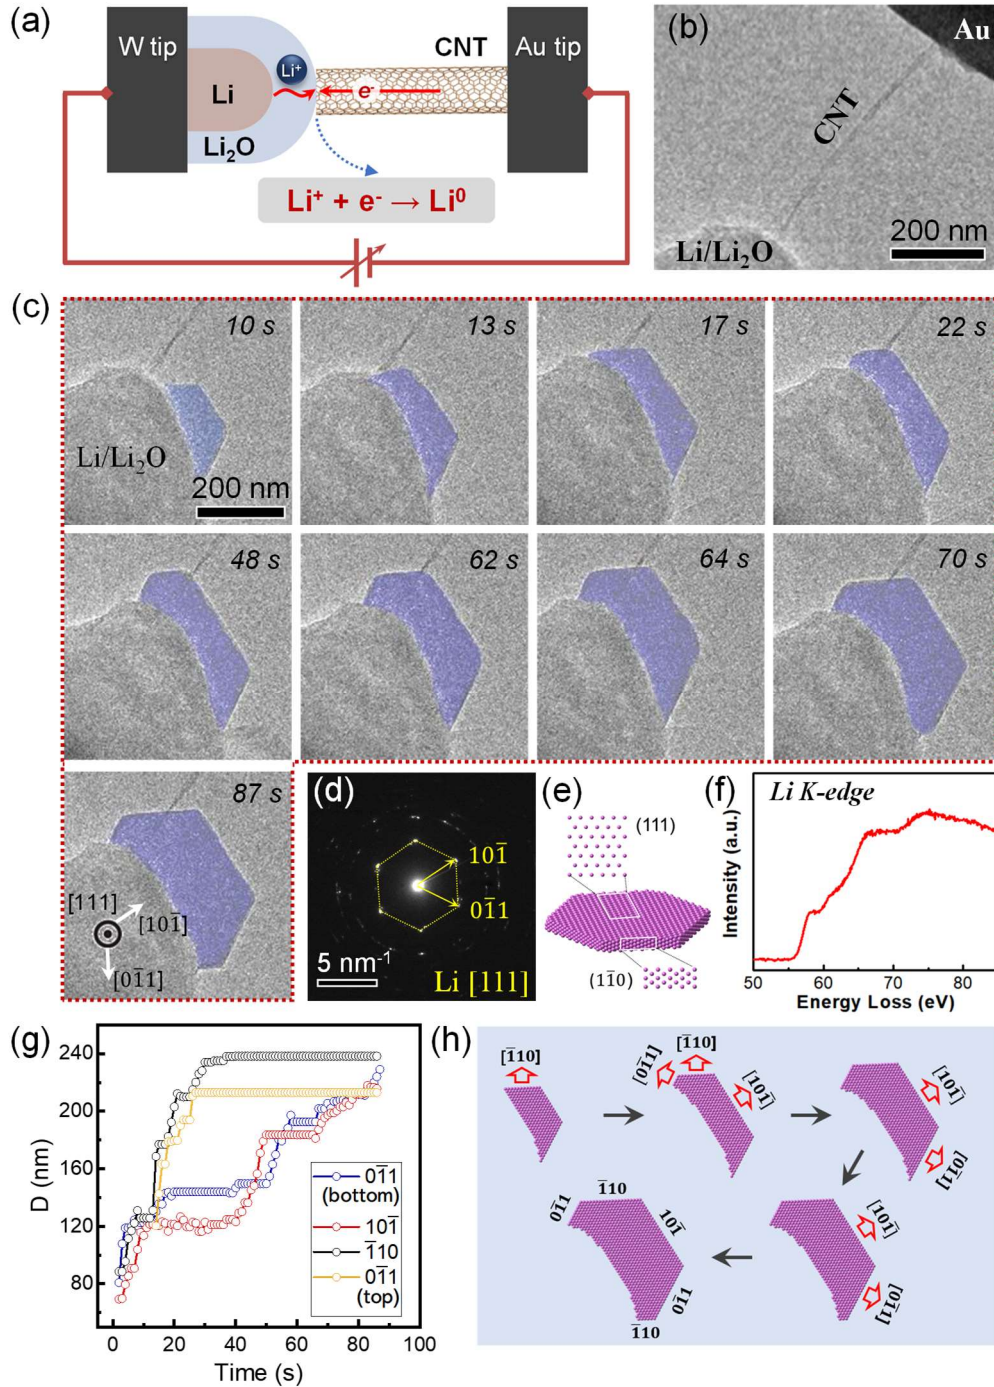 (a)
W tip
Li
Li⁺
Li₂O
e⁻
CNT
Au tip
Li⁺ + e⁻ → Li⁰
(b)
Au
CNT
Li/Li₂O
200 nm
(c)
10 s
Li/Li₂O
200 nm
13 s
17 s
22 s
48 s
62 s
64 s
70 s
87 s
[111]
[101̅]
[01̅1]
(d)
101̅
01̅1
5 nm⁻¹
Li [111]
(e)
(111)
(11̅0)
(f)
Li K-edge
Intensity (a.u.)
50 60 70 80
Energy Loss (eV)
(g)
D (nm)
240
200
160
120
80
01̅1
(bottom)
101̅
1̅10
01̅1
(top)
0 20 40 60 80 100
Time (s)
(h)
[1̅10]
[01̅1]
[1̅10]
[101̅]
[101̅]
[11̅0]
[101̅]
[01̅1]
01̅1
1̅10
101̅
01̅1
1̅10